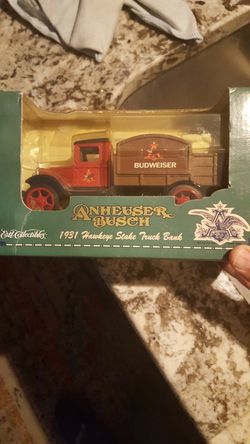 BUDWEISER
ANHEUSER
BUSCH
Ertl Collectibles
1931 Hawkeye Stake Truck Bank